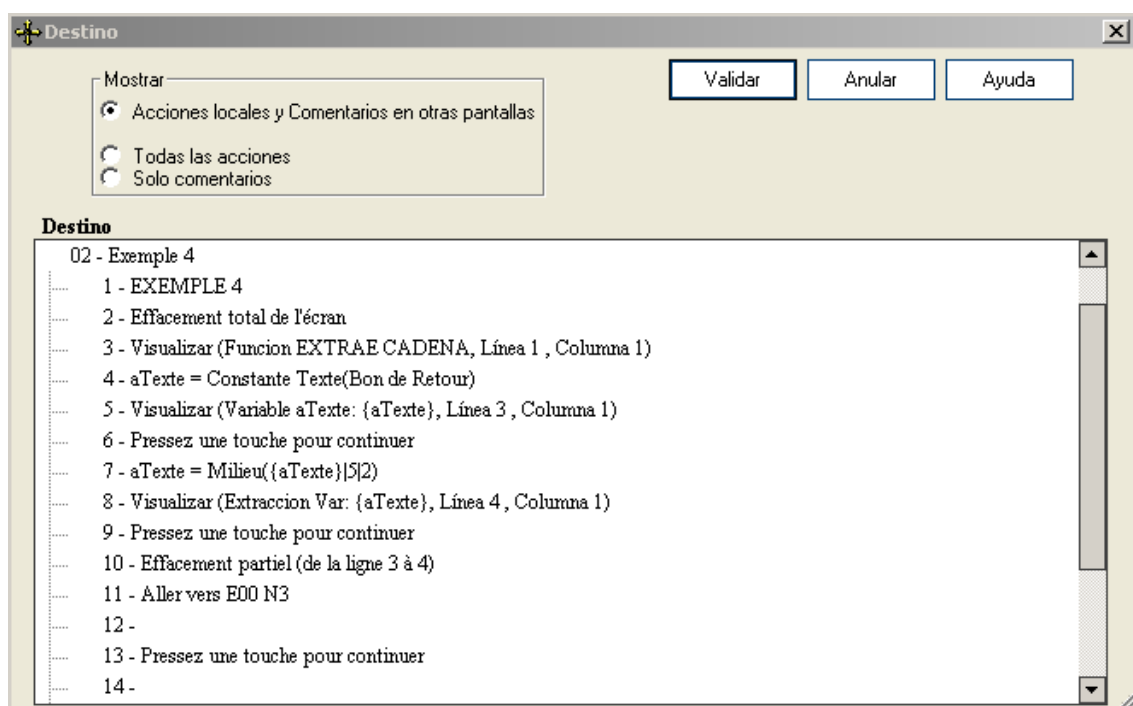 Destino
Mostrar
Validar
Anular
Ayuda
Acciones locales y Comentarios en otras pantallas
Todas las acciones
Solo comentarios
Destino
02 - Exemple 4
1 - EXEMPLE 4
2 - Effacement total de l'écran
3 - Visualizar (Funcion EXTRAE CADENA, Línea 1 , Columna 1)
4 - aTexte = Constante Texte(Bon de Retour)
5 - Visualizar (Variable aTexte: {aTexte}, Línea 3 , Columna 1)
6 - Pressez une touche pour continuer
7 - aTexte = Milieu({aTexte}|5|2)
8 - Visualizar (Extraccion Var: {aTexte}, Línea 4 , Columna 1)
9 - Pressez une touche pour continuer
10 - Effacement partiel (de la ligne 3 à 4)
11 - Aller vers E00 N3
12 -
13 - Pressez une touche pour continuer
14 -